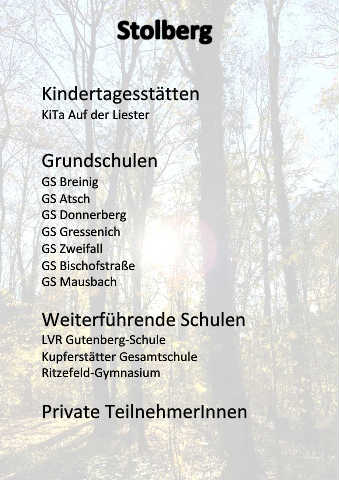 Stolberg
Kindertagesstätten
KiTa Auf der Liester
Grundschulen
GS Breinig
GS Atsch
GS Donnerberg
GS Gressenich
GS Zweifall
GS Bischofstraße
GS Mausbach
Weiterführende Schulen
LVR Gutenberg-Schule
Kupferstätter Gesamtschule
Ritzefeld-Gymnasium
Private TeilnehmerInnen